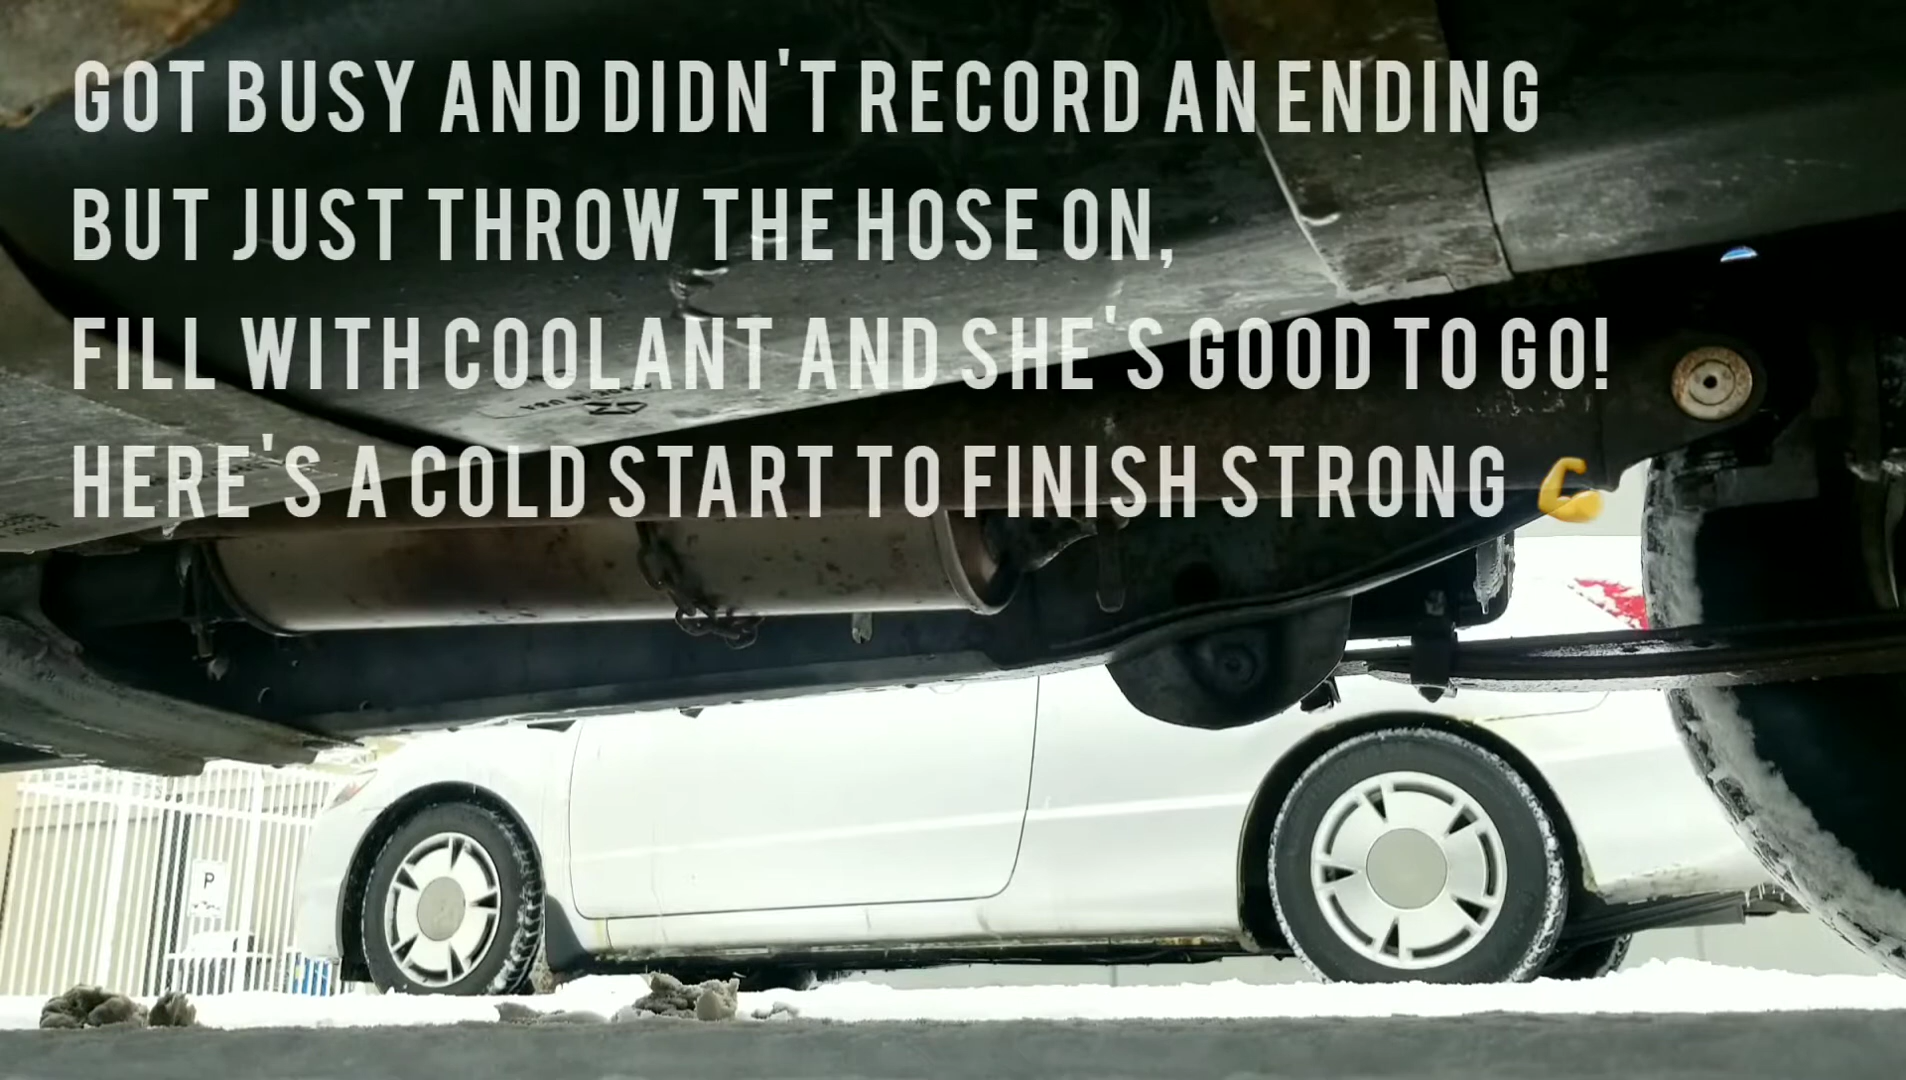 GOT BUSY AND DIDN'T RECORD AN ENDING
BUT JUST THROW THE HOSE ON,
FILL WITH COOLANT AND SHE'S GOOD TO GO!
HERE'S A COLD START TO FINISH STRONG 💪
P